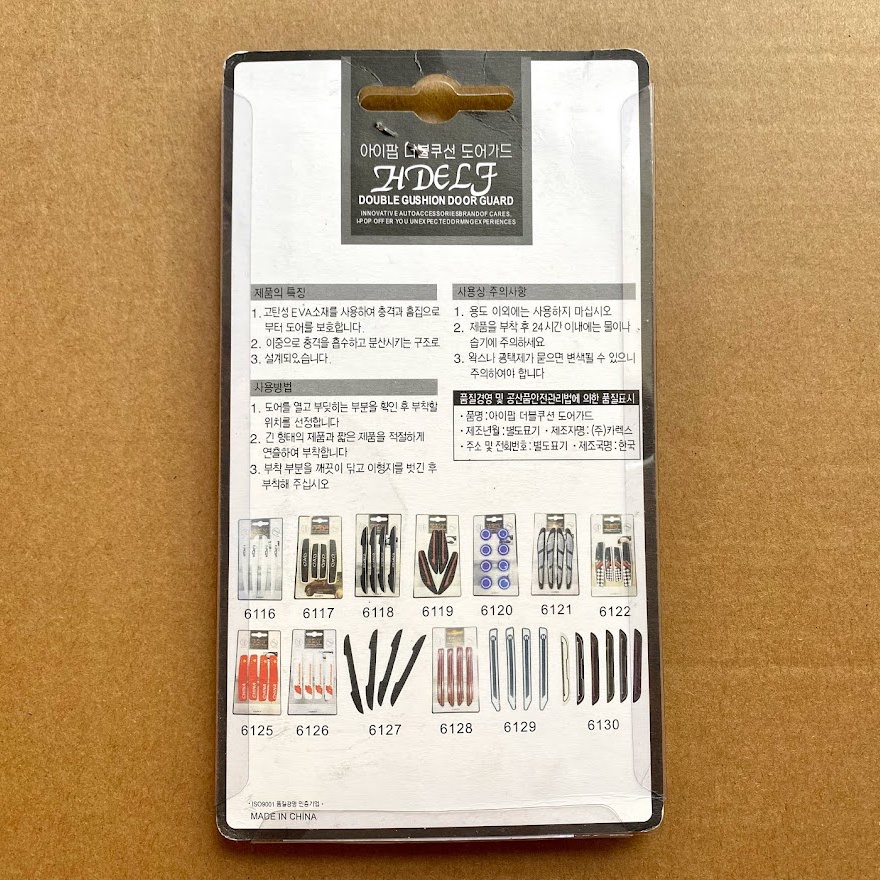 아이팝 더블쿠션 도어가드
HDELF
DOUBLE GUSHION DOOR GUARD
INNOVATIVE AUTOACCESSORIESBRANDOF CARES.
I-POP OFFER YOU UNEXPECTEDDRMNGEXPERIENCES
제품의 특징
1. 고탄성 EVA소재를 사용하여 충격과 흠집으로
부터 도어를 보호합니다.
2. 이중으로 충격을 흡수하고 분산시키는 구조로
3. 설계되있습니다.
사용방법
1. 도어를 열고 부딪히는 부분을 확인 후 부착할
위치를 선정합니다
2. 긴 형태의 제품과 짧은 제품을 적절하게
연출하여 부착합니다
3. 부착 부분을 깨끗이 닦고 이형지를 벗긴 후
부착해 주십시오
사용상 주의사항
1. 용도 이외에는 사용하지 마십시오
2. 제품을 부착 후 24시간 이내에는 물이나
습기에 주의하세요
3. 왁스나 광택제가 묻으면 변색될 수 있으니
주의하여야 합니다
품질경영 및 공산품안전관리법에 의한 품질표시
·품명:아이팝 더블쿠션 도어가드
·제조년월:별도표기 ·제조자명:(주)카렉스
·주소 및 전화번호:별도표기 ·제조국명:한국
6116 6117 6118 6119 6120 6121 6122
6125 6126 6127 6128 6129 6130
·ISO9001 품질경영 인증기업·
MADE IN CHINA